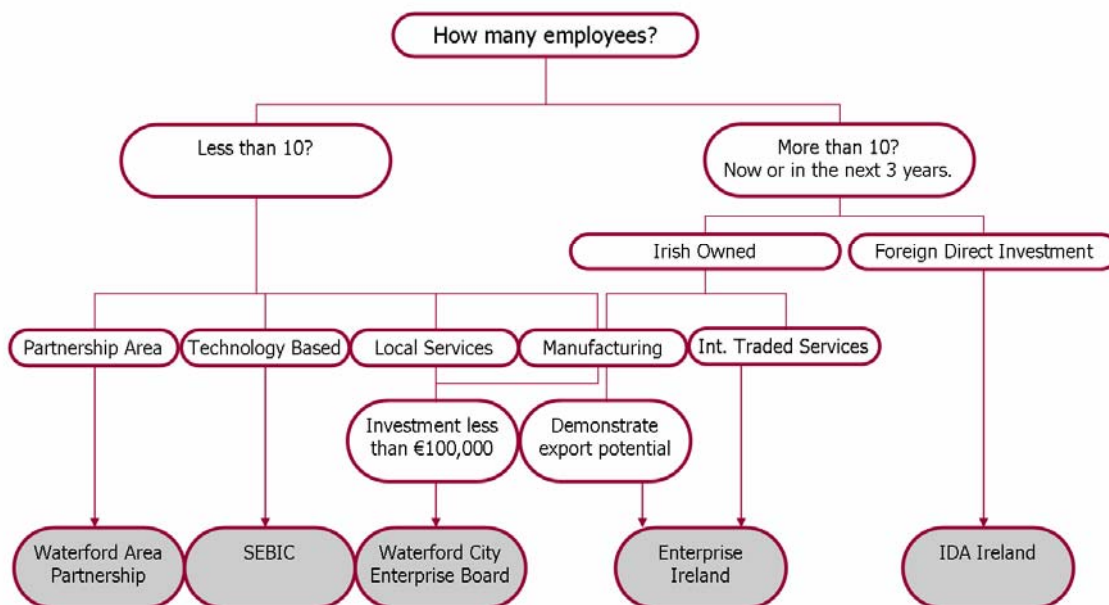 How many employees?
Less than 10?
More than 10?
Now or in the next 3 years.
Irish Owned
Foreign Direct Investment
Partnership Area
Technology Based
Local Services
Manufacturing
Int. Traded Services
Investment less
than €100,000
Demonstrate
export potential
Waterford Area
Partnership
SEBIC
Waterford City
Enterprise Board
Enterprise
Ireland
IDA Ireland